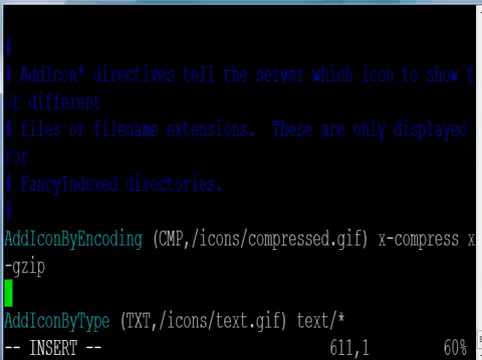 #
# AddIcon* directives tell the server which icon to show f
or different
# files or filename extensions.  These are only displayed
for
# FancyIndexed directories.
#
AddIconByEncoding (CMP,/icons/compressed.gif) x-compress x
-gzip
AddIconByType (TXT,/icons/text.gif) text/*
-- INSERT -- 611,1 60%